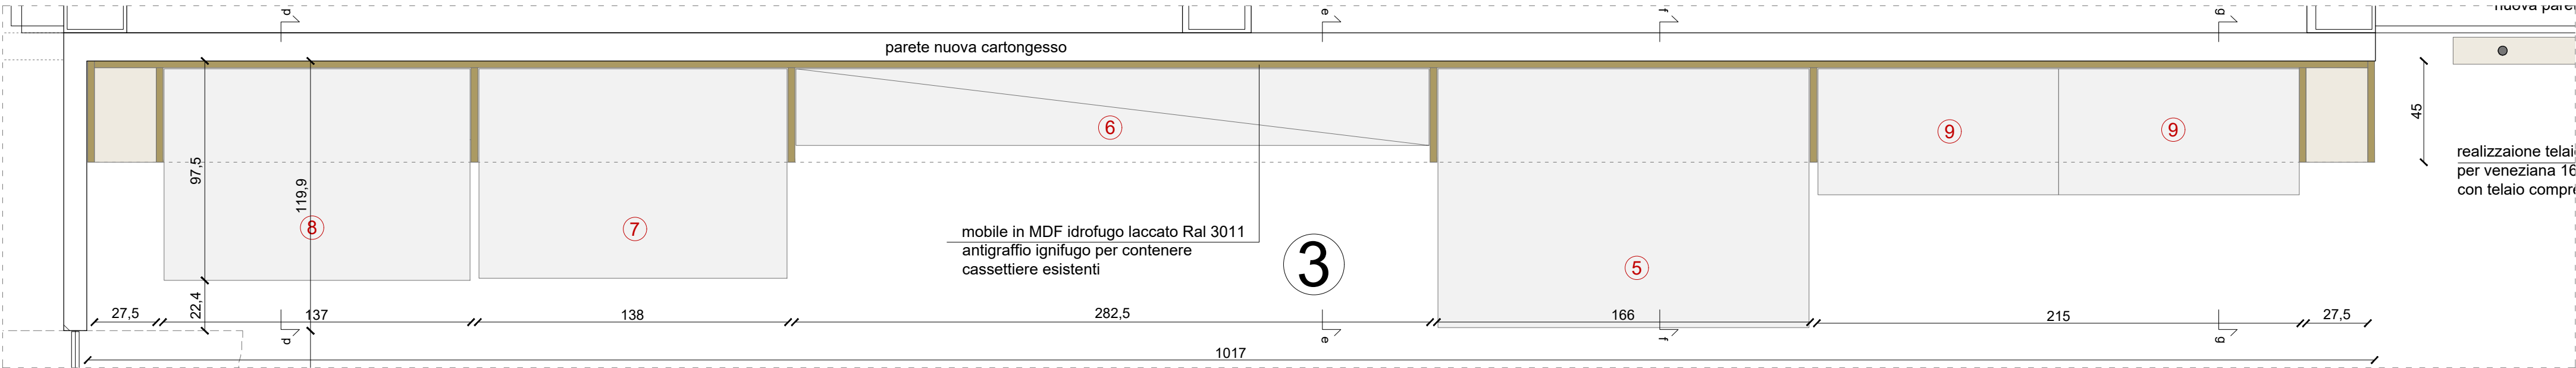 d
e
f
g
nuova pare
parete nuova cartongesso
6
9
9
45
97,5
119,9
8
7
5
mobile in MDF idrofugo laccato Ral 3011
antigraffio ignifugo per contenere
cassettiere esistenti
3
realizzaione telai
per veneziana 16
con telaio compr
27,5
22,4
137
138
282,5
166
215
27,5
d
e
f
g
1017